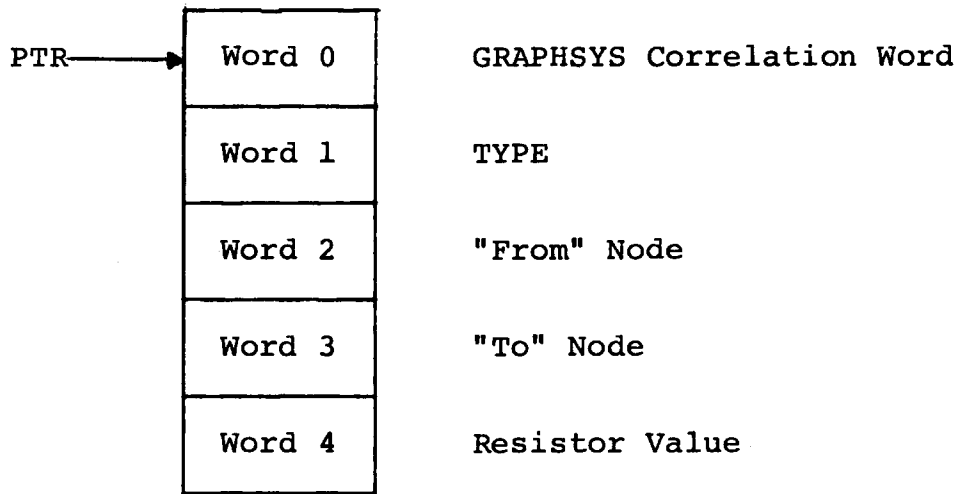 PTR Word 0 GRAPHSYS Correlation Word
Word 1 TYPE
Word 2 "From" Node
Word 3 "To" Node
Word 4 Resistor Value